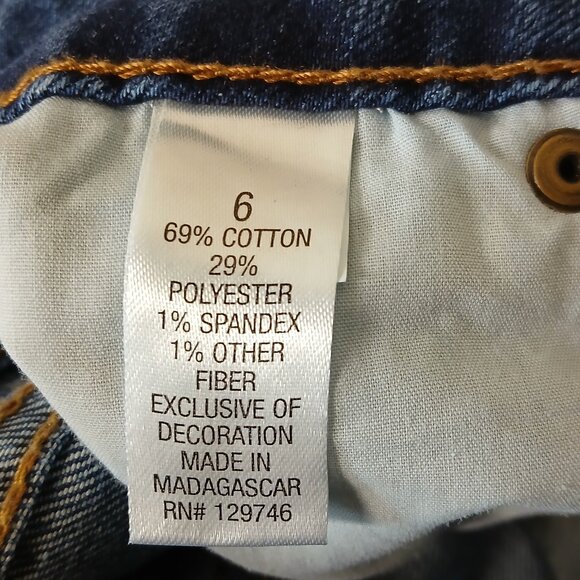 6
69% COTTON
29%
POLYESTER
1% SPANDEX
1% OTHER
FIBER
EXCLUSIVE OF
DECORATION
MADE IN
MADAGASCAR
RN# 129746